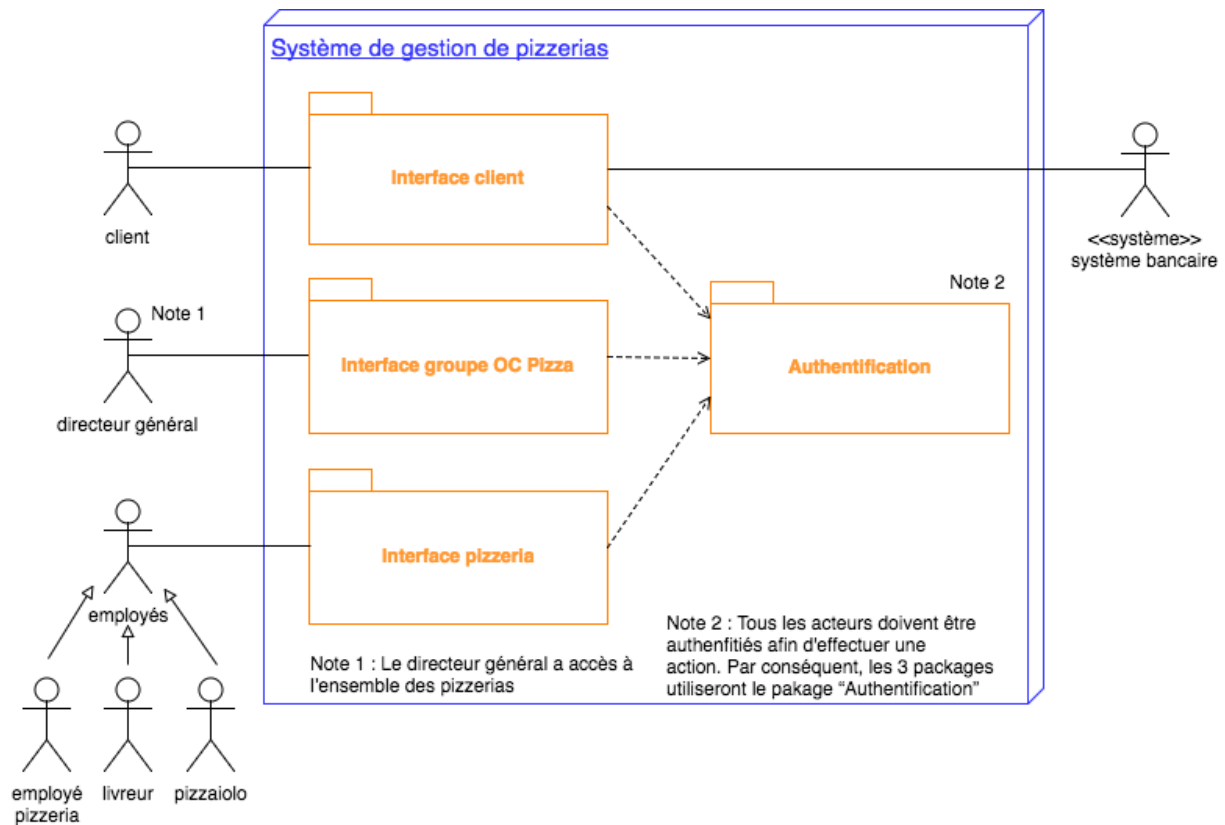 Système de gestion de pizzerias
Interface client
client
<<système>>
système bancaire
Note 1
Note 2
Interface groupe OC Pizza
Authentification
directeur général
Interface pizzeria
employés
Note 1 : Le directeur général a accès à
l'ensemble des pizzerias
Note 2 : Tous les acteurs doivent être
authenfitiés afin d'effectuer une
action. Par conséquent, les 3 packages
utiliseront le pakage “Authentification”
employé
pizzeria
livreur
pizzaiolo